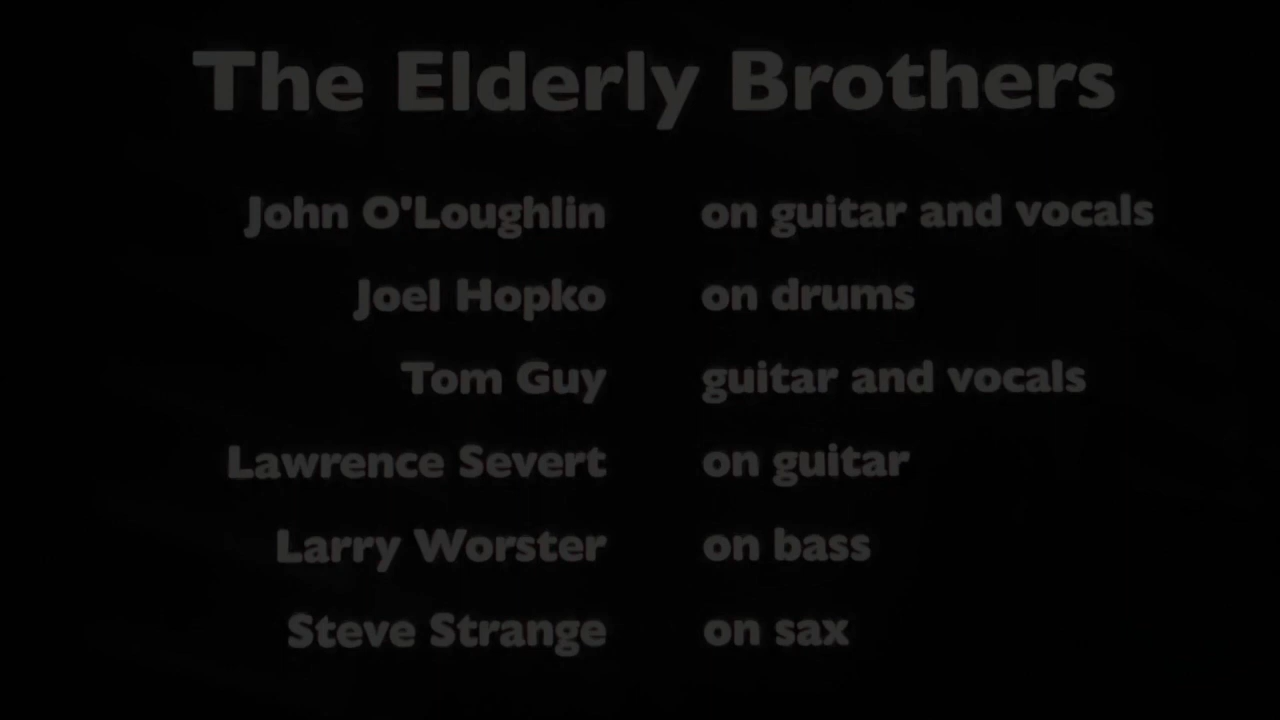 The Elderly Brothers
John O'Loughlin on guitar and vocals
Joel Hopko on drums
Tom Guy guitar and vocals
Lawrence Severt on guitar
Larry Worster on bass
Steve Strange on sax